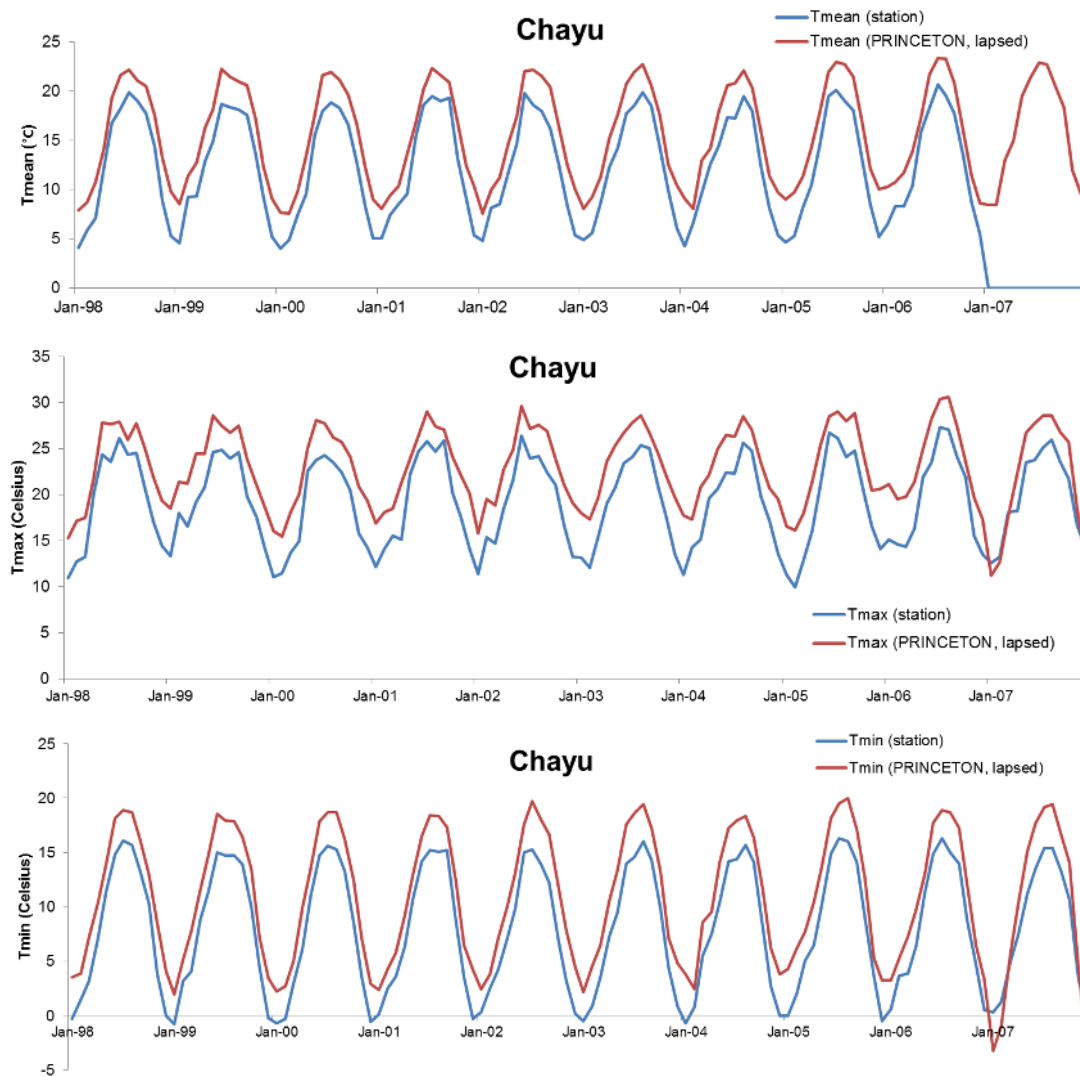 Chayu
Tmean (station)
Tmean (PRINCETON, lapsed)
Tmean (°C)
25
20
15
10
5
0
Jan-98 Jan-99 Jan-00 Jan-01 Jan-02 Jan-03 Jan-04 Jan-05 Jan-06 Jan-07
Chayu
Tmax (Celsius)
35
30
25
20
15
10
5
0
Tmax (station)
Tmax (PRINCETON, lapsed)
Jan-98 Jan-99 Jan-00 Jan-01 Jan-02 Jan-03 Jan-04 Jan-05 Jan-06 Jan-07
Chayu
Tmin (station)
Tmin (PRINCETON, lapsed)
Tmin (Celsius)
25
20
15
10
5
0
-5
Jan-98 Jan-99 Jan-00 Jan-01 Jan-02 Jan-03 Jan-04 Jan-05 Jan-06 Jan-07